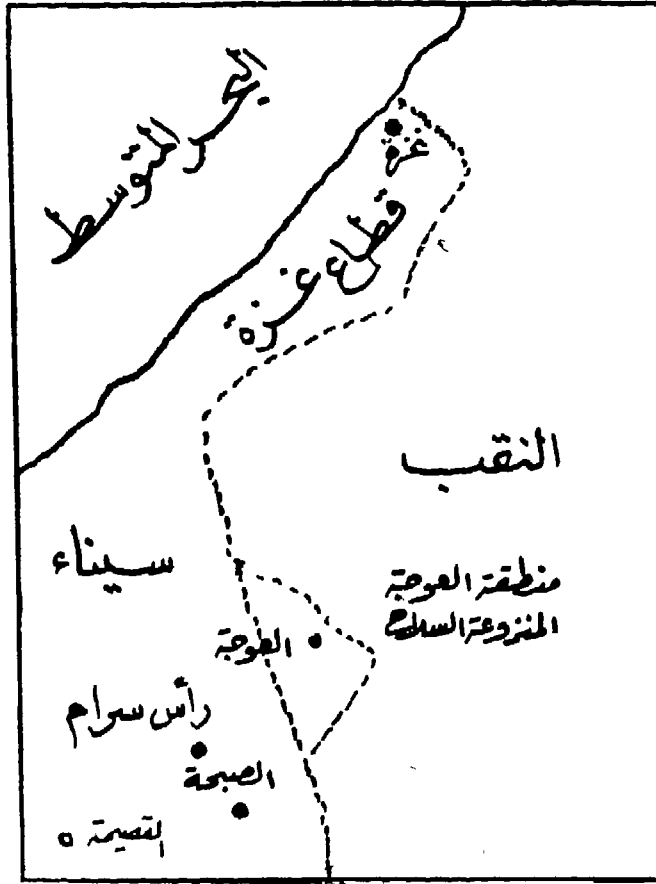 البحر المتوسط
غزة
قطاع غزة
النقب
سيناء
منطقة العوجة
المنزوعة السلاح
العوجة
رأس سرام
الصبحة
القصيمة